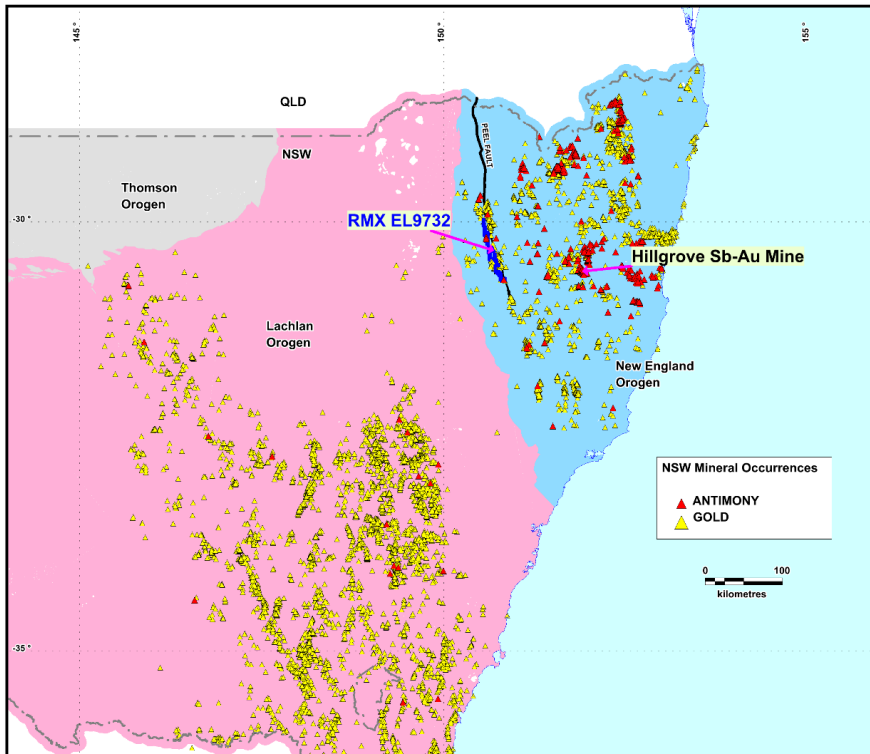 145 °
150 °
155 °
QLD
NSW
PEEL FAULT
Thomson
Orogen
-30 °
RMX EL9732
Hillgrove Sb-Au Mine
Lachlan
Orogen
New England
Orogen
NSW Mineral Occurrences
ANTIMONY
GOLD
0 100
kilometres
-35 °